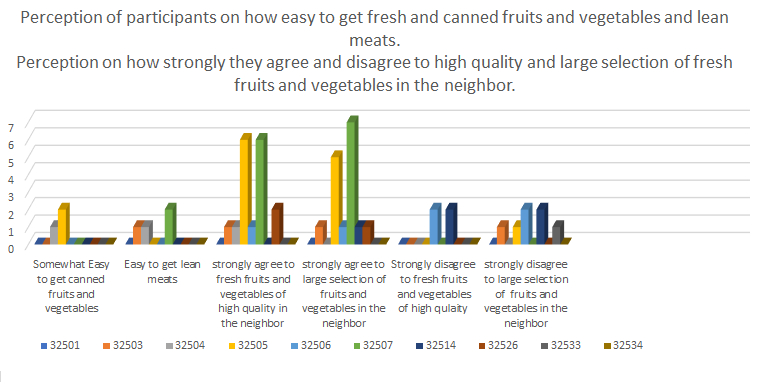 Perception of participants on how easy to get fresh and canned fruits and vegetables and lean
meats.
Perception on how strongly they agree and disagree to high quality and large selection of fresh
fruits and vegetables in the neighbor.
7
6
5
4
3
2
1
0
Somewhat Easy
to get canned
fruits and
vegetables
Easy to get lean
meats
strongly agree to
fresh fruits and
vegetables of
high quality in
the neighbor
strongly agree to
large selection of
fruits and
vegetables in the
neighbor
Strongly disagree
to fresh fruits
and vegetables
of high qulaity
strongly disagree
to large selection
of fruits and
vegetables in the
neighbor
32501 32503 32504 32505 32506 32507 32514 32526 32533 32534